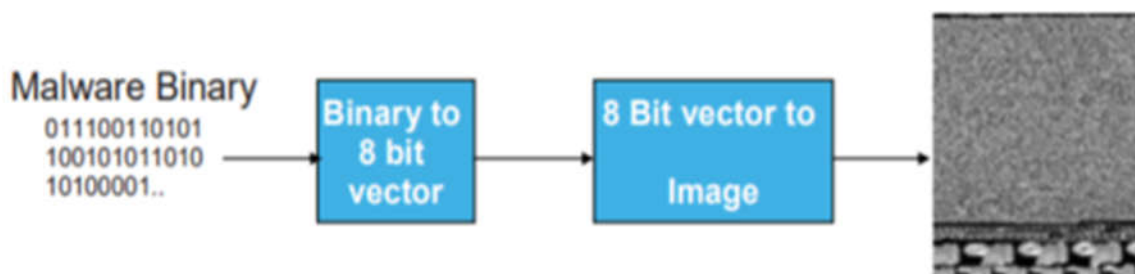 Malware Binary
011100110101
100101011010
10100001..
Binary to
8 bit
vector
8 Bit vector to
Image